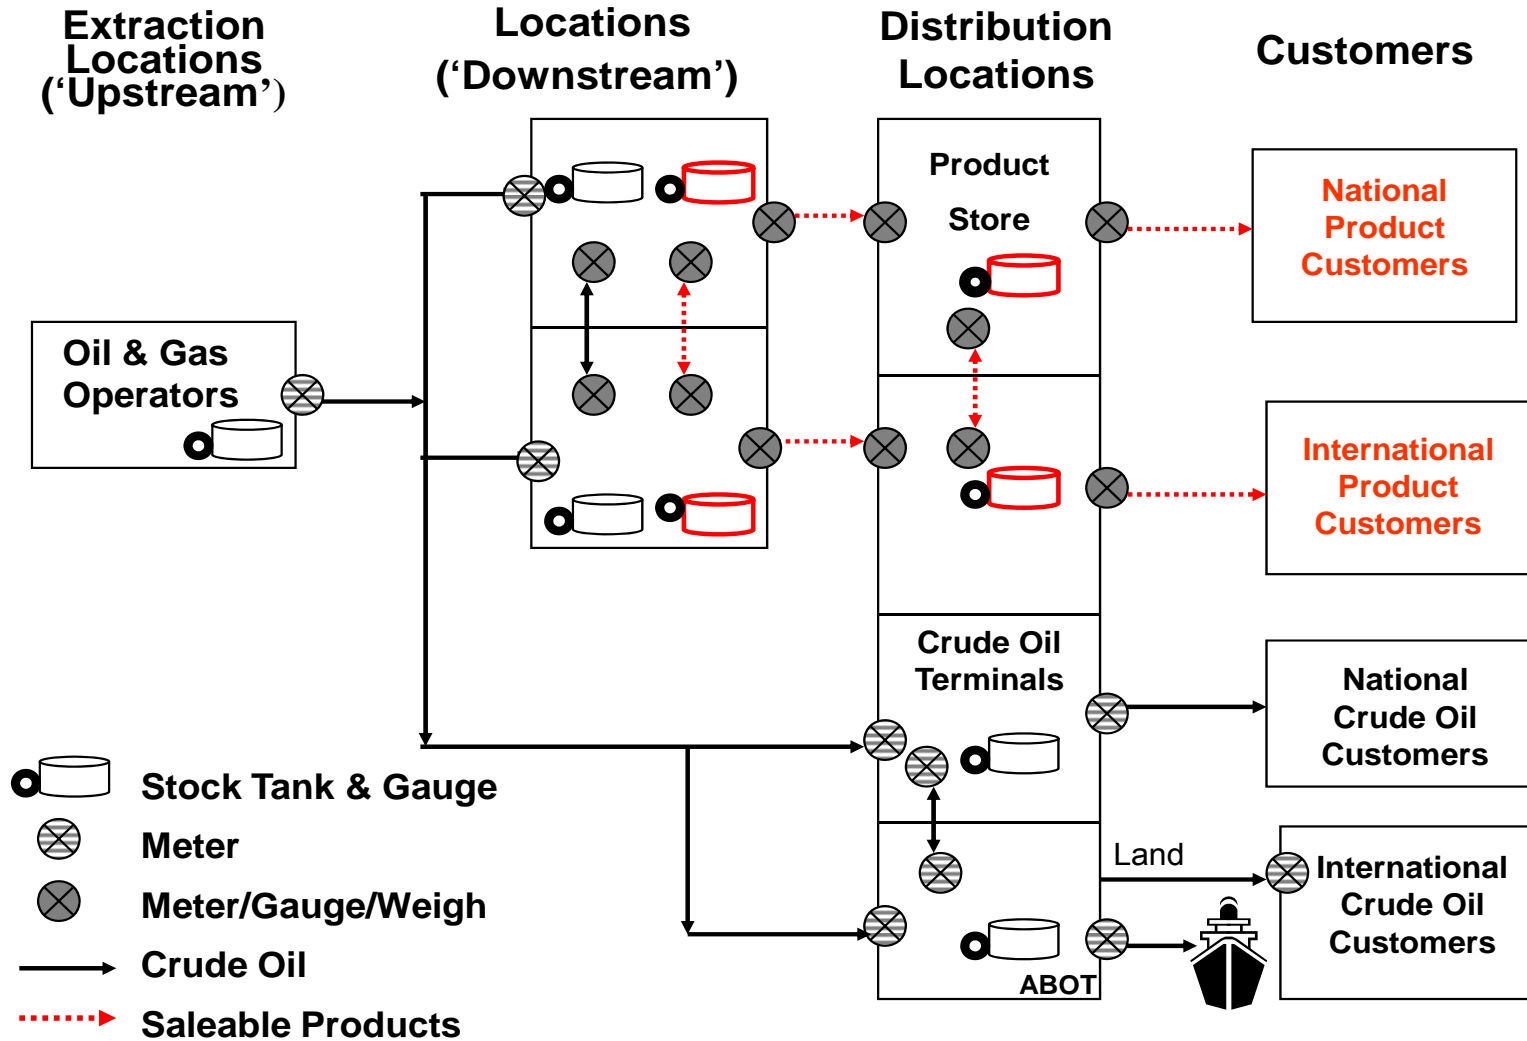 Extraction
Locations
(‘Upstream’)
Locations
(‘Downstream’)
Distribution
Locations
Customers
Oil & Gas
Operators
Product
Store
National
Product
Customers
International
Product
Customers
Crude Oil
Terminals
National
Crude Oil
Customers
Land
International
Crude Oil
Customers
ABOT
Stock Tank & Gauge
Meter
Meter/Gauge/Weigh
Crude Oil
Saleable Products